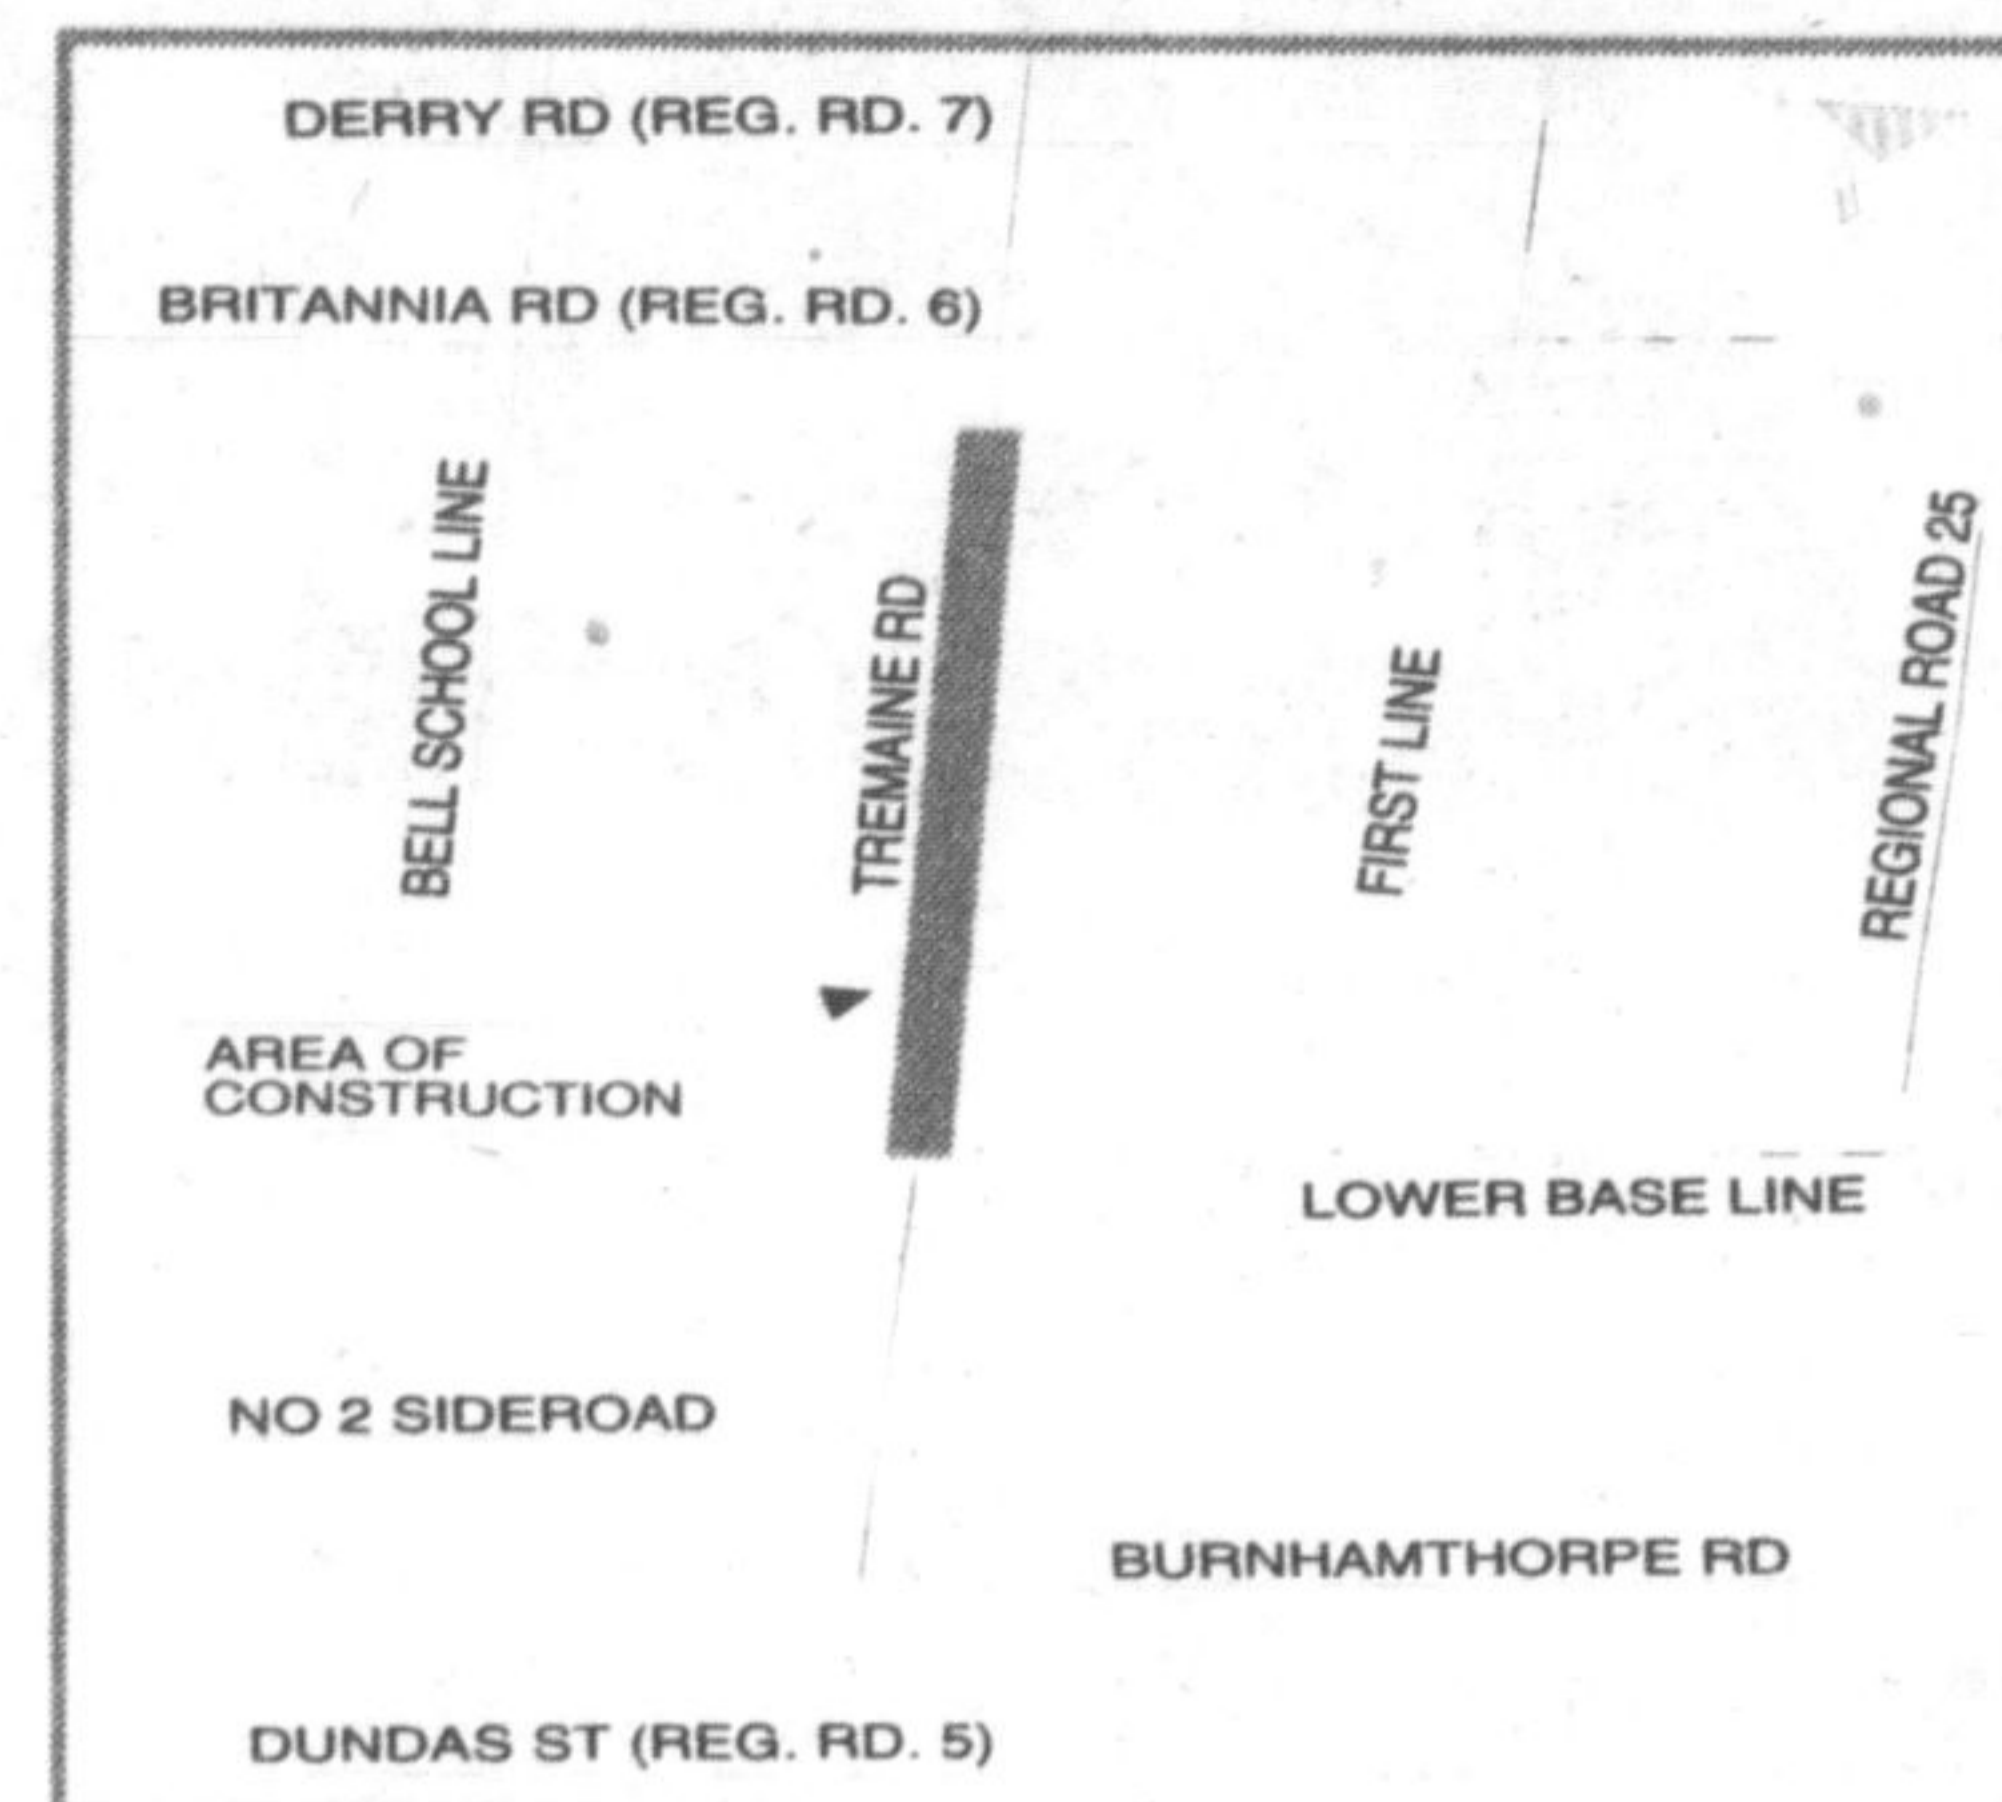 DERRY RD (REG. RD. 7)
BRITANNIA RD (REG. RD. 6)
BELL SCHOOL LINE
TREMAINE RD
FIRST LINE
REGIONAL ROAD 25
AREA OF
CONSTRUCTION
LOWER BASE LINE
NO 2 SIDEROAD
BURNHAMTHORPE RD
DUNDAS ST (REG. RD. 5)